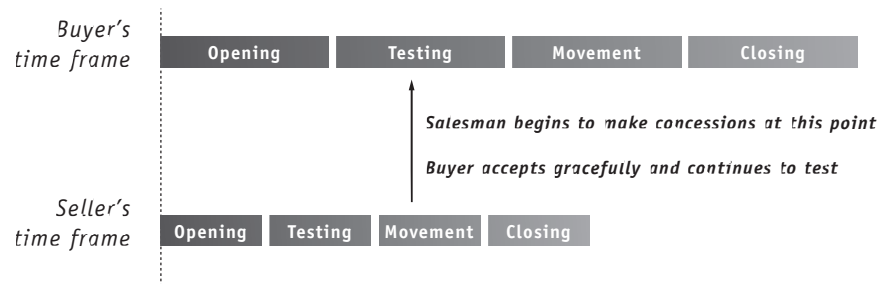 Buyer's
time frame
Opening Testing Movement Closing
Salesman begins to make concessions at this point
Buyer accepts gracefully and continues to test
Seller's
time frame
Opening Testing Movement Closing